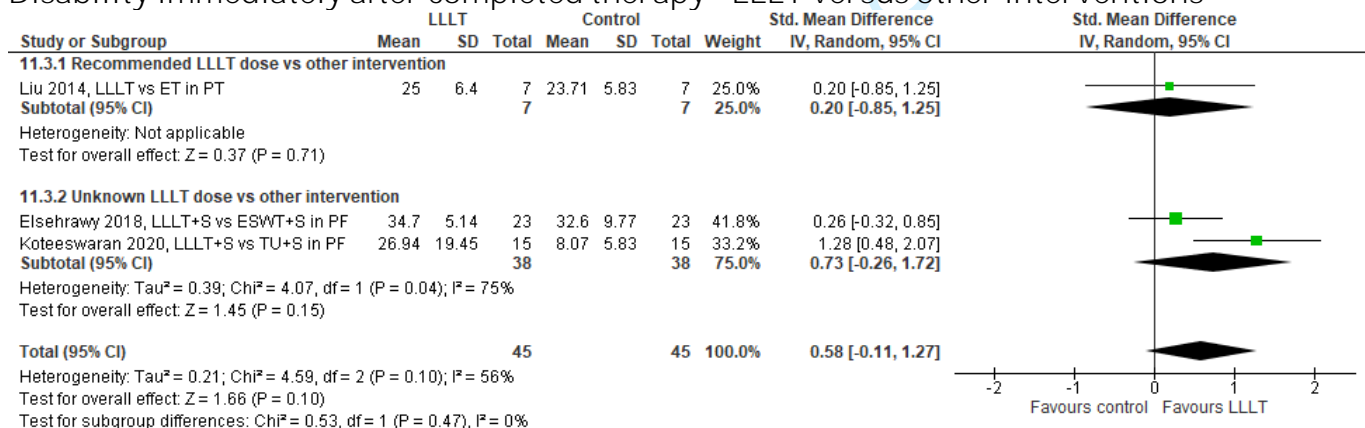 Disability immediately after completed therapy - LLLT versus other interventions
LLLT Control Std. Mean Difference Std. Mean Difference
Study or Subgroup Mean SD Total Mean SD Total Weight IV, Random, 95% CI IV, Random, 95% CI
11.3.1 Recommended LLLT dose vs other intervention
Liu 2014, LLLT vs ET in PT 25 6.4 7 23.71 5.83 7 25.0% 0.20 [-0.85, 1.25]
Subtotal (95% CI) 7 7 25.0% 0.20 [-0.85, 1.25]
Heterogeneity: Not applicable
Test for overall effect: Z = 0.37 (P = 0.71)
11.3.2 Unknown LLLT dose vs other intervention
Elsehrawy 2018, LLLT+S vs ESWT+S in PF 34.7 5.14 23 32.6 9.77 23 41.8% 0.26 [-0.32, 0.85]
Koteeswaran 2020, LLLT+S vs TU+S in PF 26.94 19.45 15 8.07 5.83 15 33.2% 1.28 [0.48, 2.07]
Subtotal (95% CI) 38 38 75.0% 0.73 [-0.26, 1.72]
Heterogeneity: Tau² = 0.39; Chi² = 4.07, df = 1 (P = 0.04); I² = 75%
Test for overall effect: Z = 1.45 (P = 0.15)
Total (95% CI) 45 45 100.0% 0.58 [-0.11, 1.27]
Heterogeneity: Tau² = 0.21; Chi² = 4.59, df = 2 (P = 0.10); I² = 56%
Test for overall effect: Z = 1.66 (P = 0.10)
Test for subgroup differences: Chi² = 0.53, df = 1 (P = 0.47), I² = 0%
-2 -1 0 1 2
Favours control Favours LLLT